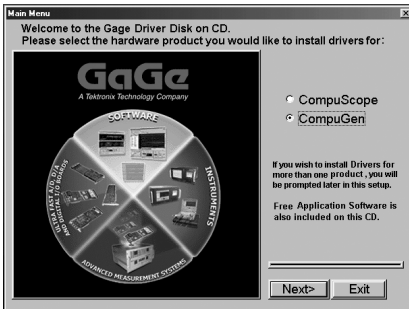 Main Menu
Welcome to the Gage Driver Disk on CD.
Please select the hardware product you would like to install drivers for:
GaGe
A Tektronix Technology Company
SOFTWARE
INSTRUMENTS
ULTRA FAST A/D, D/A
AND DIGITAL I/O BOARDS
ADVANCED MEASUREMENT SYSTEMS
CompuScope
CompuGen
If you wish to install Drivers for
more than one product, you will
be prompted later in this setup.
Free Application Software is
also included on this CD.
Next>
Exit